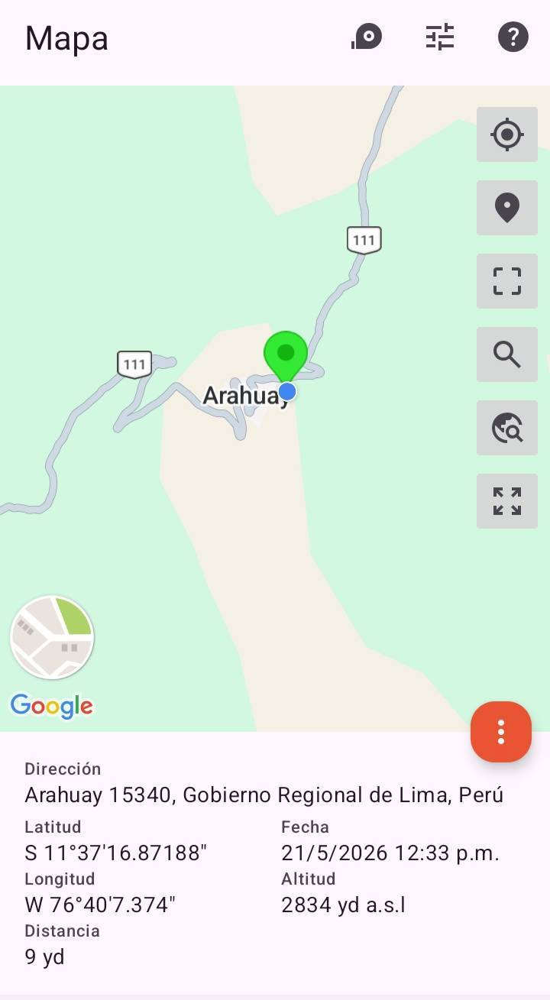 Mapa
111
111
Arahuay
Google
Dirección
Arahuay 15340, Gobierno Regional de Lima, Perú
Latitud
Fecha
S 11°37'16.87188"
21/5/2026 12:33 p.m.
Longitud
Altitud
W 76°40'7.374"
2834 yd a.s.l
Distancia
9 yd